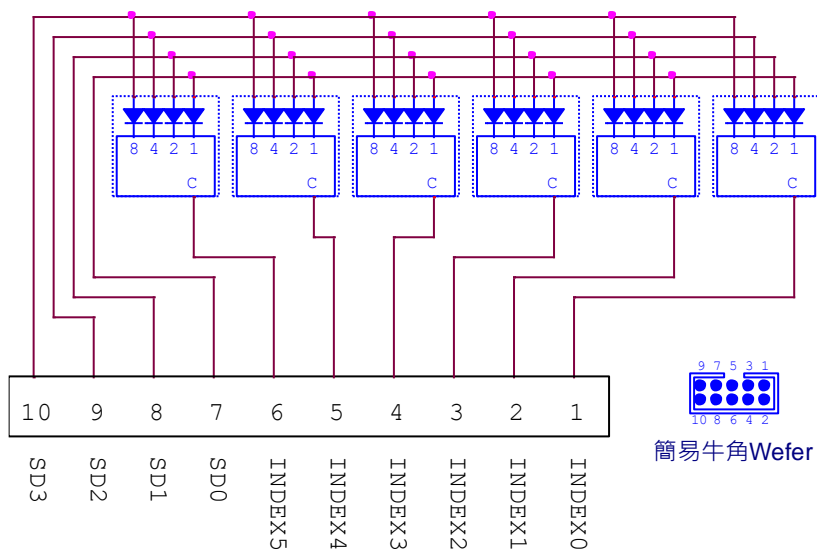 8 4 2 1 8 4 2 1 8 4 2 1 8 4 2 1 8 4 2 1 8 4 2 1
C C C C C C
9 7 5 3 1
10 9 8 7 6 5 4 3 2 1
10 8 6 4 2
簡易牛角Wefer
SD3
SD2
SD1
SD0
INDEX5
INDEX4
INDEX3
INDEX2
INDEX1
INDEX0